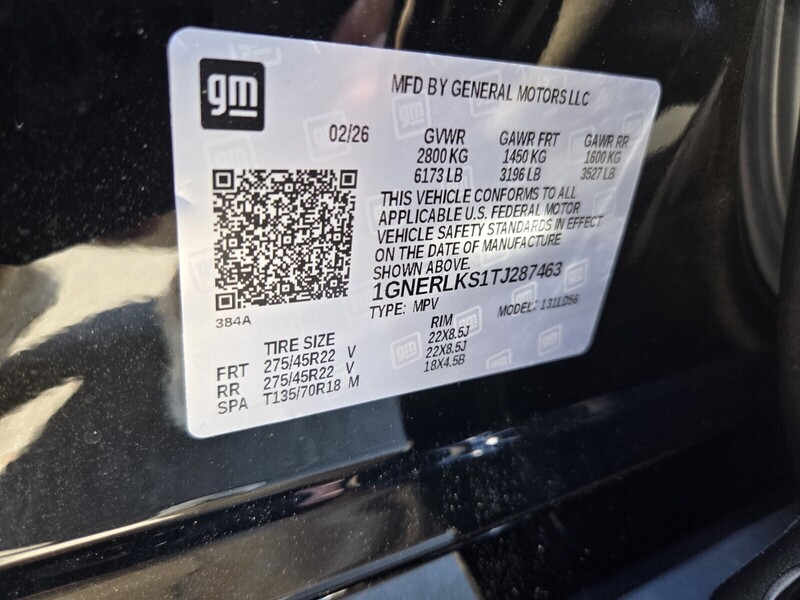 gm
MFD BY GENERAL MOTORS LLC
02/26
GVWR GAWR FRT GAWR RR
2800 KG 1450 KG 1600 KG
6173 LB 3196 LB 3527 LB
THIS VEHICLE CONFORMS TO ALL
APPLICABLE U.S. FEDERAL MOTOR
VEHICLE SAFETY STANDARDS IN EFFECT
ON THE DATE OF MANUFACTURE
SHOWN ABOVE.
1GNERLKS1TJ287463
TYPE: MPV MODEL: 131LD56
384A
TIRE SIZE RIM
FRT 275/45R22 V 22X8.5J
RR 275/45R22 V 22X8.5J
SPA T135/70R18 M 18X4.5B